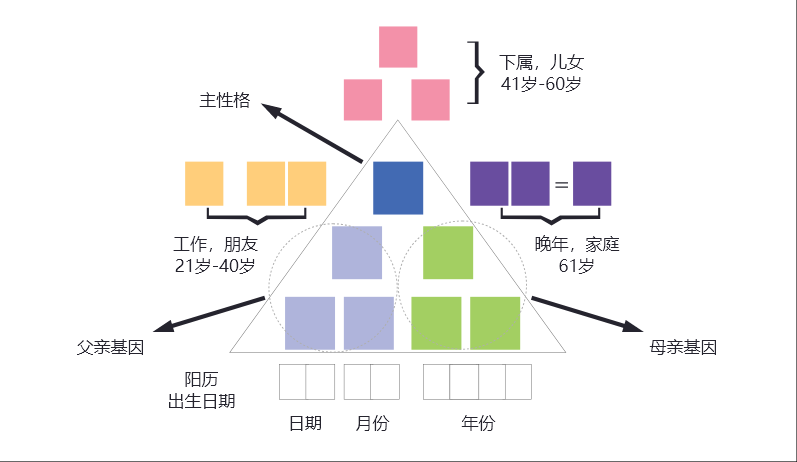 下属，儿女
41岁-60岁
主性格
=
工作，朋友
21岁-40岁
晚年，家庭
61岁
父亲基因
母亲基因
阳历
出生日期
日期
月份
年份